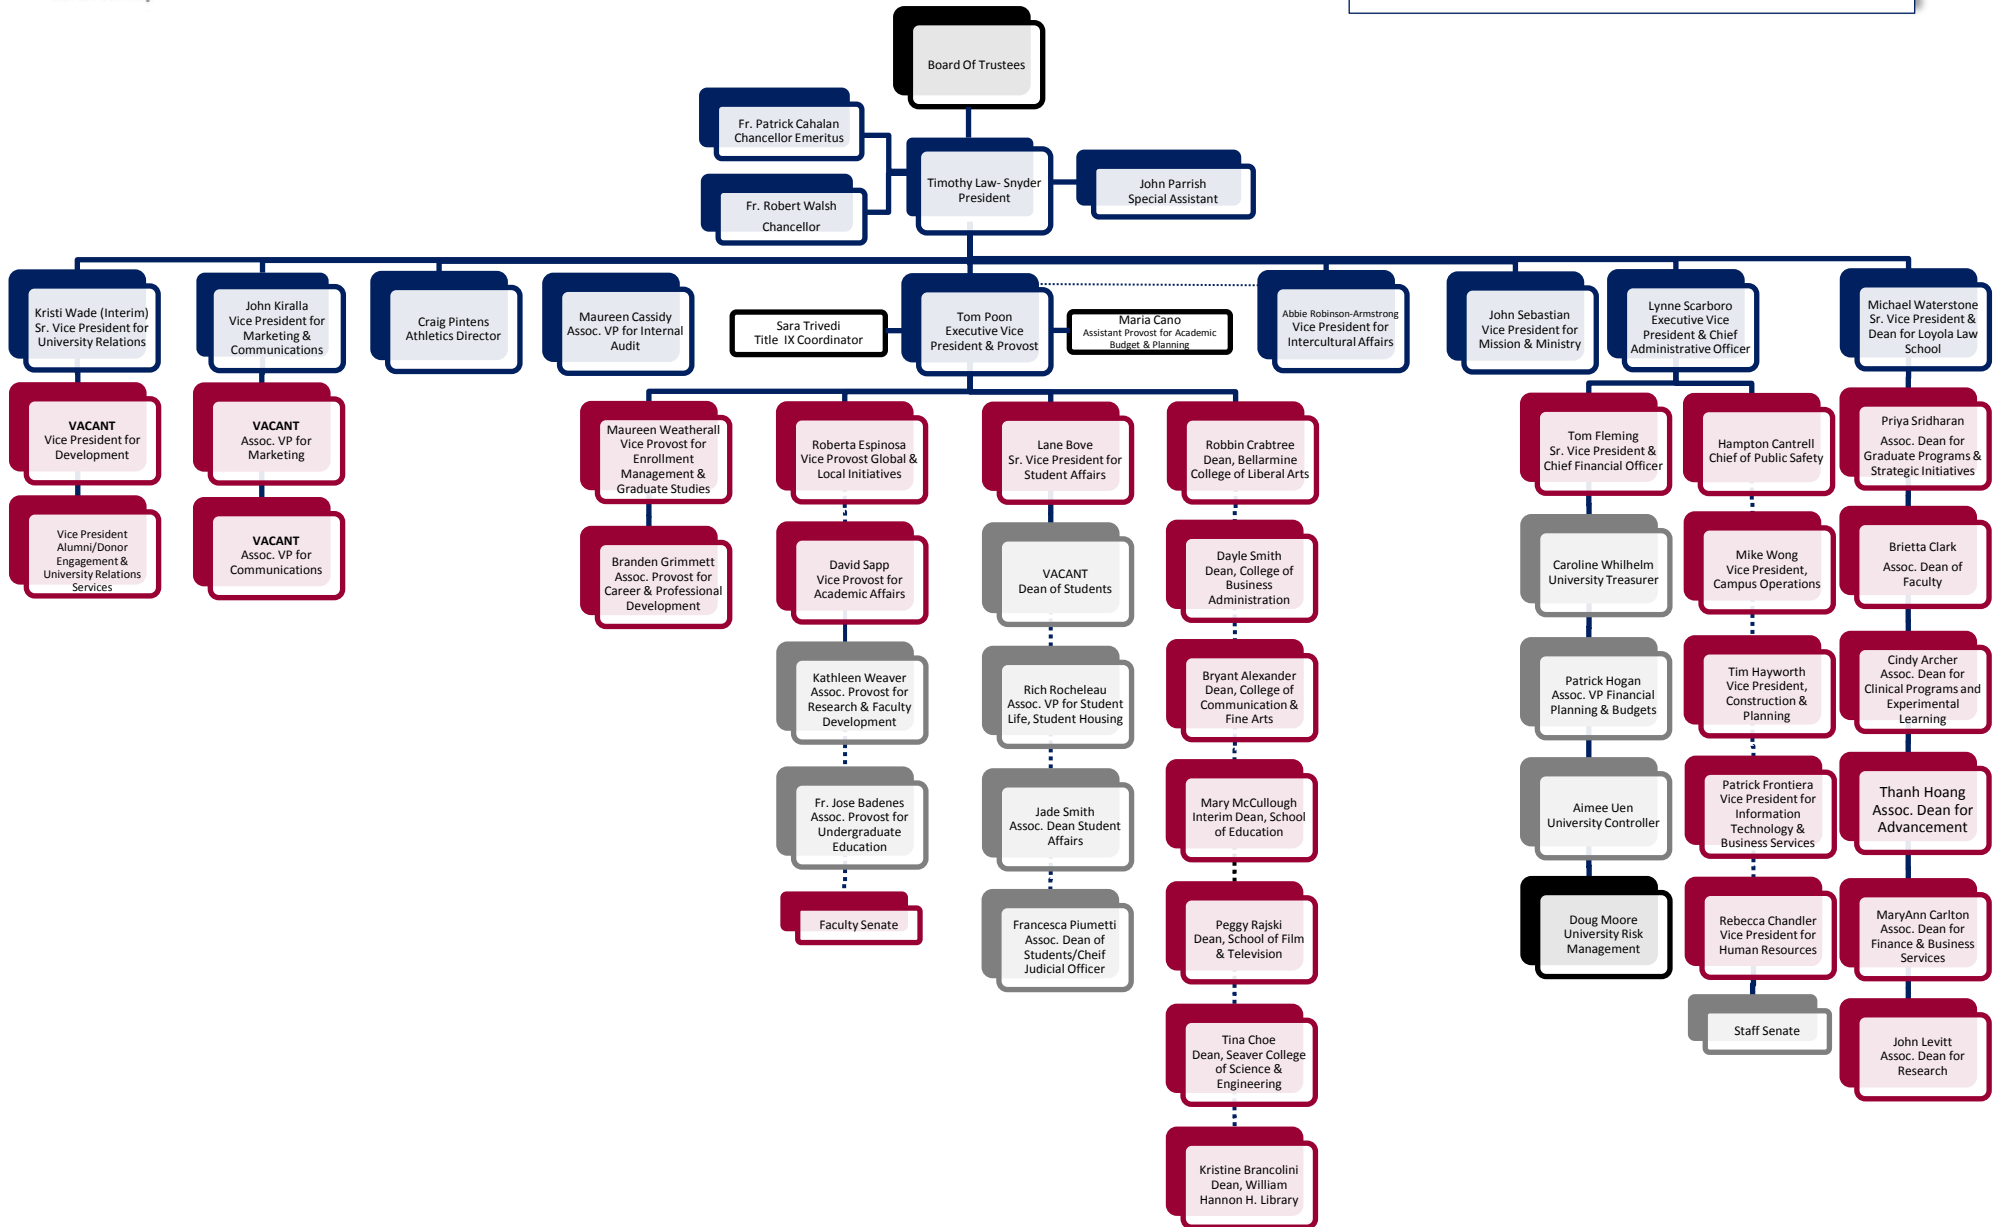 Board Of Trustees
Fr. Patrick Cahalan
Chancellor Emeritus
Fr. Robert Walsh
Chancellor
Timothy Law- Snyder
President
John Parrish
Special Assistant
Kristi Wade (Interim)
Sr. Vice President for
University Relations
John Kiralla
Vice President for
Marketing &
Communications
Craig Pintens
Athletics Director
Maureen Cassidy
Assoc. VP for Internal
Audit
Sara Trivedi
Title IX Coordinator
Tom Poon
Executive Vice
President & Provost
Maria Cano
Assistant Provost for Academic
Budget & Planning
Abbie Robinson-Armstrong
Vice President for
Intercultural Affairs
John Sebastian
Vice President for
Mission & Ministry
Lynne Scarboro
Executive Vice
President & Chief
Administrative Officer
Michael Waterstone
Sr. Vice President &
Dean for Loyola Law
School
VACANT
Vice President for
Development
Vice President
Alumni/Donor
Engagement &
University Relations
Services
VACANT
Assoc. VP for
Marketing
VACANT
Assoc. VP for
Communications
Maureen Weatherall
Vice Provost for
Enrollment
Management &
Graduate Studies
Branden Grimmett
Assoc. Provost for
Career & Professional
Development
Roberta Espinosa
Vice Provost Global &
Local Initiatives
David Sapp
Vice Provost for
Academic Affairs
Kathleen Weaver
Assoc. Provost for
Research & Faculty
Development
Fr. Jose Badenes
Assoc. Provost for
Undergraduate
Education
Faculty Senate
Lane Bove
Sr. Vice President for
Student Affairs
VACANT
Dean of Students
Rich Rocheleau
Assoc. VP for Student
Life, Student Housing
Jade Smith
Assoc. Dean Student
Affairs
Francesca Piumetti
Assoc. Dean of
Students/Cheif
Judicial Officer
Robbin Crabtree
Dean, Bellarmine
College of Liberal Arts
Dayle Smith
Dean, College of
Business
Administration
Bryant Alexander
Dean, College of
Communication &
Fine Arts
Mary McCullough
Interim Dean, School
of Education
Peggy Rajski
Dean, School of Film
& Television
Tina Choe
Dean, Seaver College
of Science &
Engineering
Kristine Brancolini
Dean, William
Hannon H. Library
Tom Fleming
Sr. Vice President &
Chief Financial Officer
Caroline Whilhelm
University Treasurer
Patrick Hogan
Assoc. VP Financial
Planning & Budgets
Aimee Uen
University Controller
Doug Moore
University Risk
Management
Hampton Cantrell
Chief of Public Safety
Mike Wong
Vice President,
Campus Operations
Tim Hayworth
Vice President,
Construction &
Planning
Patrick Frontiera
Vice President for
Information
Technology &
Business Services
Rebecca Chandler
Vice President for
Human Resources
Staff Senate
Priya Sridharan
Assoc. Dean for
Graduate Programs &
Strategic Initiatives
Brietta Clark
Assoc. Dean of
Faculty
Cindy Archer
Assoc. Dean for
Clinical Programs and
Experimental
Learning
Thanh Hoang
Assoc. Dean for
Advancement
MaryAnn Carlton
Assoc. Dean for
Finance & Business
Services
John Levitt
Assoc. Dean for
Research